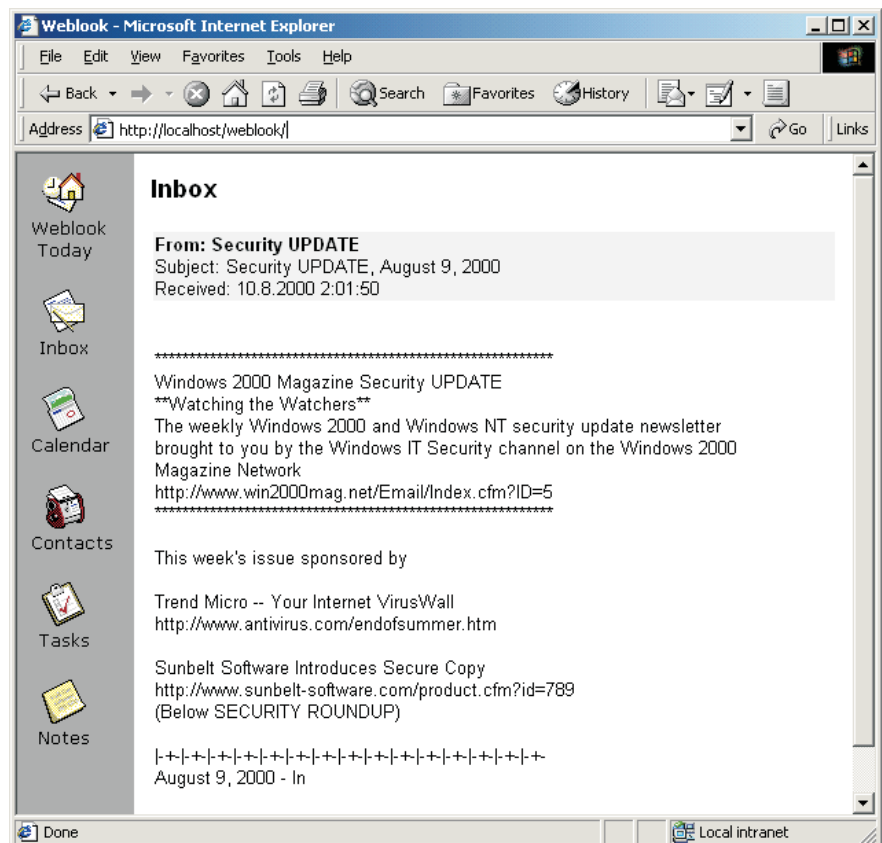 Weblook - Microsoft Internet Explorer
File Edit View Favorites Tools Help
Back Search Favorites History
Address http://localhost/weblook/ Go Links
Weblook
Today
Inbox
Calendar
Contacts
Tasks
Notes
Inbox
From: Security UPDATE
Subject: Security UPDATE, August 9, 2000
Received: 10.8.2000 2:01:50
**********************************************************
Windows 2000 Magazine Security UPDATE
**Watching the Watchers**
The weekly Windows 2000 and Windows NT security update newsletter
brought to you by the Windows IT Security channel on the Windows 2000
Magazine Network
http://www.win2000mag.net/Email/Index.cfm?ID=5
**********************************************************
This week's issue sponsored by
Trend Micro -- Your Internet VirusWall
http://www.antivirus.com/endofsummer.htm
Sunbelt Software Introduces Secure Copy
http://www.sunbelt-software.com/product.cfm?id=789
(Below SECURITY ROUNDUP)
|-+-|-+-|-+-|-+-|-+-|-+-|-+-|-+-|-+-|-+-|-+-|-+-|-+-|-+-|-+-
August 9, 2000 - In
Done Local intranet